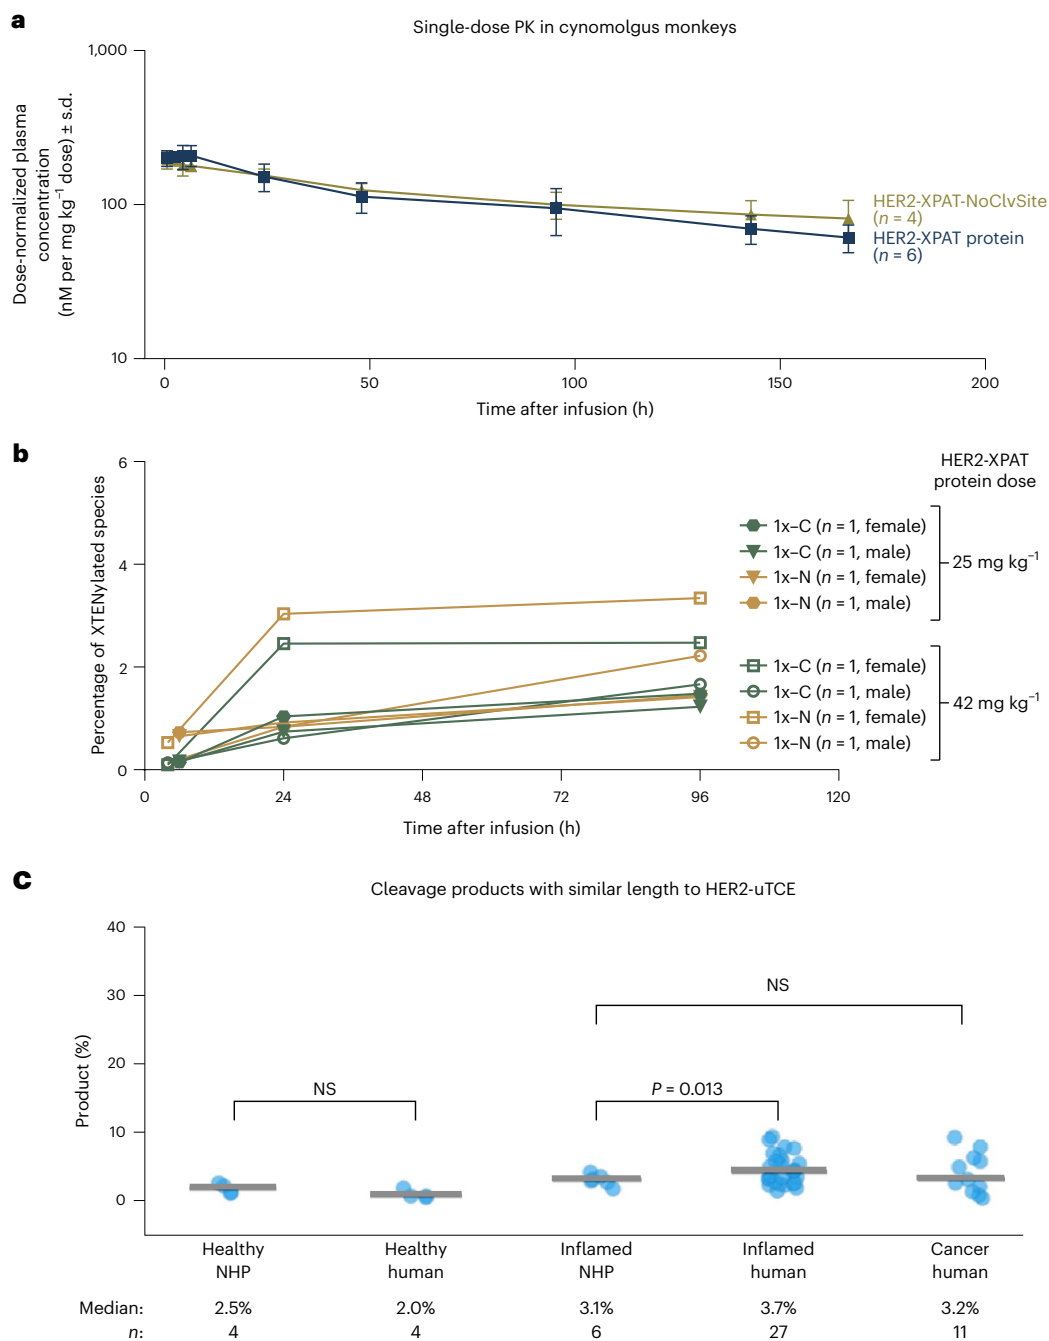 a
Single-dose PK in cynomolgus monkeys
Dose-normalized plasma
concentration
(nM per mg kg⁻¹ dose) ± s.d.
1,000
100
10
HER2-XPAT-NoClvSite
(n = 4)
HER2-XPAT protein
(n = 6)
0 50 100 150 200
Time after infusion (h)
b
Percentage of XTENylated species
6
4
2
0
HER2-XPAT
protein dose
1x–C (n = 1, female)
1x–C (n = 1, male)
1x–N (n = 1, female)
1x–N (n = 1, male)
25 mg kg⁻¹
1x–C (n = 1, female)
1x–C (n = 1, male)
1x–N (n = 1, female)
1x–N (n = 1, male)
42 mg kg⁻¹
0 24 48 72 96 120
Time after infusion (h)
c
Cleavage products with similar length to HER2-uTCE
Product (%)
40
30
20
10
0
NS
NS
P = 0.013
Healthy Healthy Inflamed Inflamed Cancer
NHP human NHP human human
Median: 2.5% 2.0% 3.1% 3.7% 3.2%
n: 4 4 6 27 11